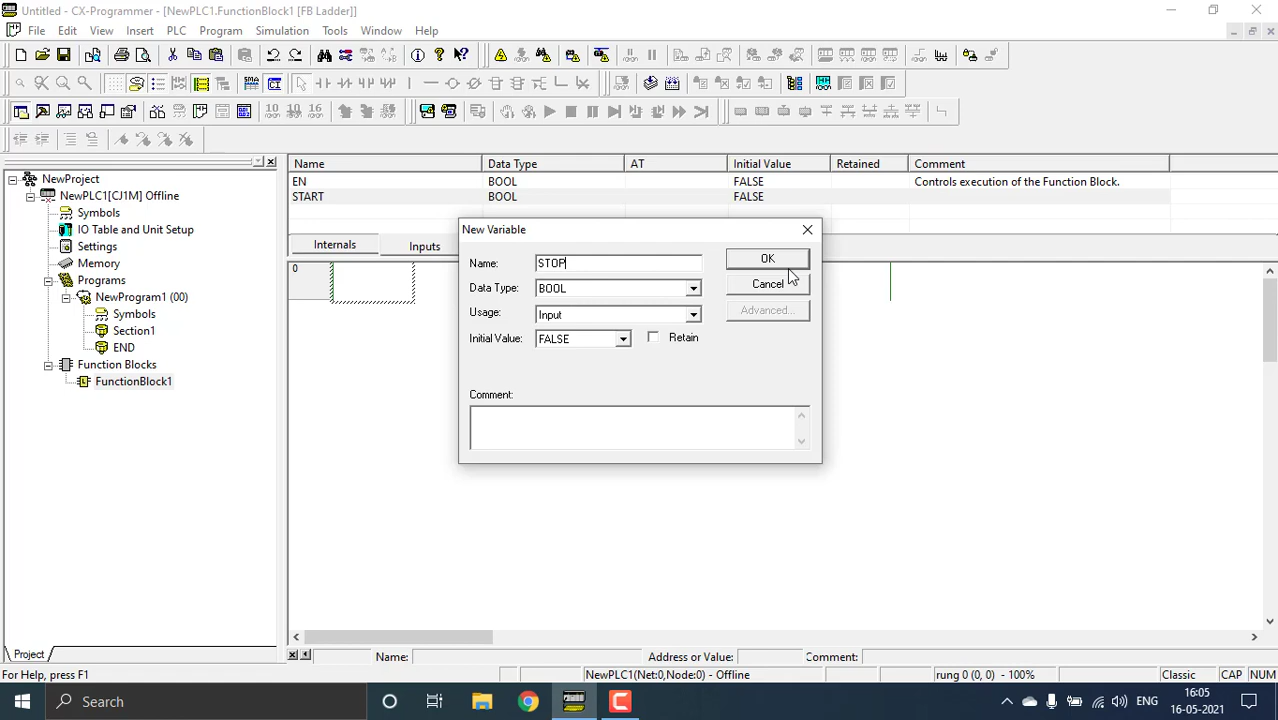 Untitled - CX-Programmer - [NewPLC1.FunctionBlock1 [FB Ladder]]
File Edit View Insert PLC Program Simulation Tools Window Help
10 10 16
NewProject
NewPLC1[CJ1M] Offline
Symbols
IO Table and Unit Setup
Settings
Memory
Programs
NewProgram1 (00)
Symbols
Section1
END
Function Blocks
FunctionBlock1
Project
Name Data Type AT Initial Value Retained Comment
EN BOOL FALSE Controls execution of the Function Block.
START BOOL FALSE
Internals Inputs
0
New Variable
Name: STOP OK
Data Type: BOOL Cancel
Usage: Input Advanced...
Initial Value: FALSE Retain
Comment:
Name: Address or Value: Comment:
For Help, press F1 NewPLC1(Net:0,Node:0) - Offline rung 0 (0, 0) - 100% Classic CAP NUM
Search ENG 16:05
16-05-2021